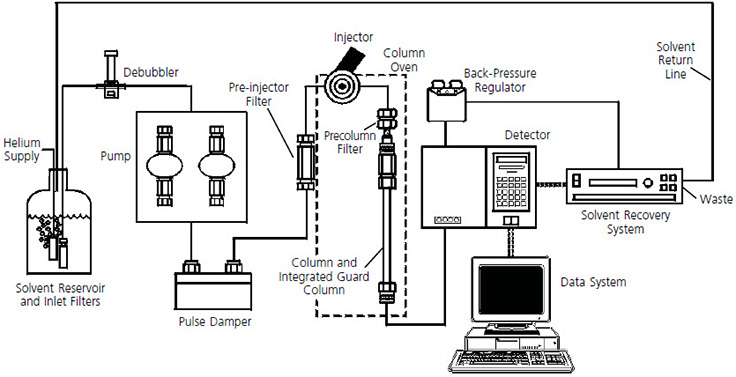 Injector
Column
Oven
Solvent
Return
Line
Debubbler
Back-Pressure
Regulator
Pre-injector
Filter
Helium
Supply
Pump
Precolumn
Filter
Detector
Waste
Solvent Recovery
System
Column and
Integrated Guard
Column
Solvent Reservoir
and Inlet Filters
Data System
Pulse Damper